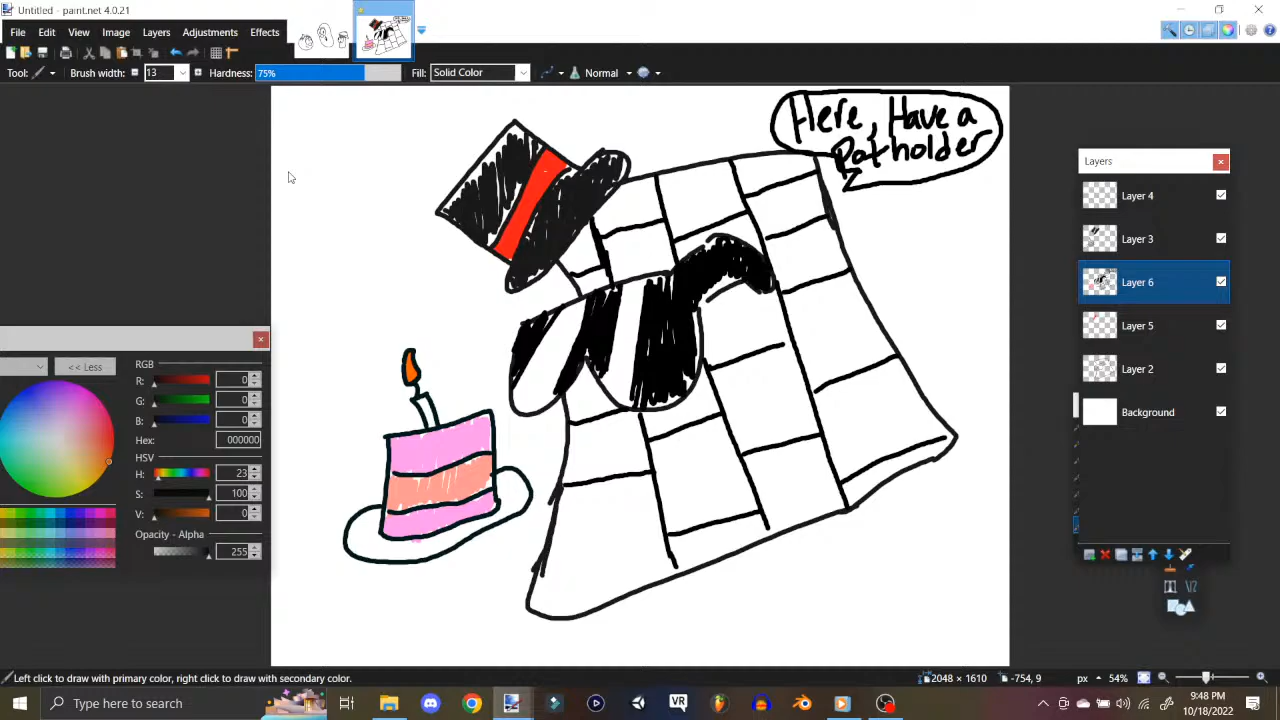 Untitled - paint.net 4.0.21
File Edit View Image Layers Adjustments Effects
Tool: Brush width: 13 Hardness: 75% Fill: Solid Color Normal
Here, Have a
Potholder
Layers
Layer 4
Layer 3
Layer 6
Layer 5
Layer 2
Background
<< Less
RGB
R: 0
G: 0
B: 0
Hex: 000000
HSV
H: 23
S: 100
V: 0
Opacity - Alpha
255
Left click to draw with primary color, right click to draw with secondary color.
2048 × 1610
-754, 9
px
54%
Type here to search
VR
9:48 PM
10/18/2022